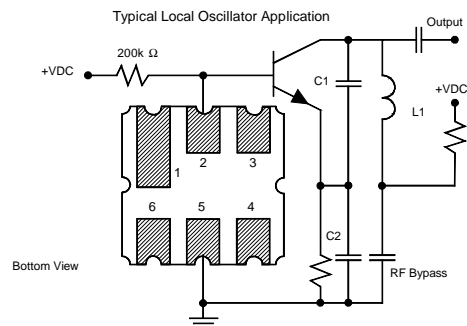 Typical Local Oscillator Application
Output
200k Ω
+VDC
C1
+VDC
L1
2
3
1
6
5
4
C2
Bottom View
RF Bypass